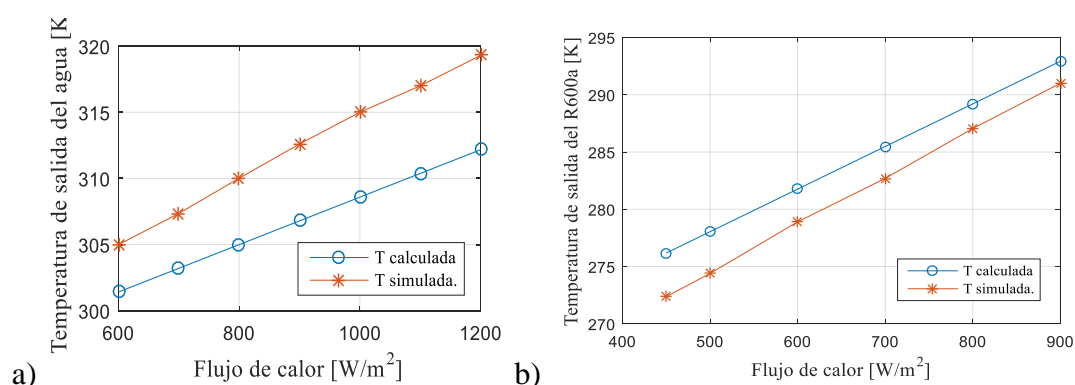 Temperatura de salida del agua [K
320
315
310
305
300
600
800
1000
1200
T calculada
T simulada.
Flujo de calor [W/m²]
a)
Temperatura de salida del R600a [K]
295
290
285
280
275
270
400
500
600
700
800
900
T calculada
T simulada.
Flujo de calor [W/m²]
b)